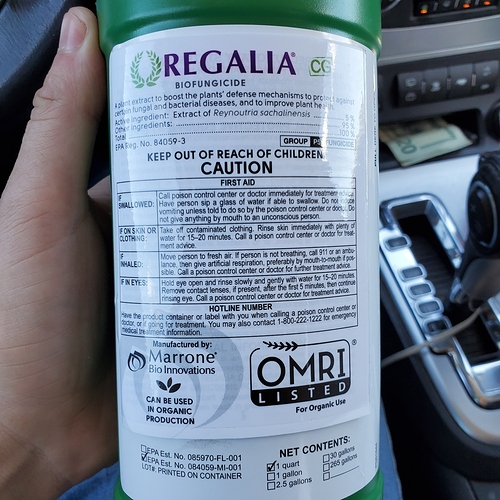 REGALIA® CG
BIOFUNGICIDE
A plant extract to boost the plants' defense mechanisms to protect against
certain fungal and bacterial diseases, and to improve plant health.
Active ingredient: Extract of Reynoutria sachalinensis 5 %
Other ingredients: 95 %
100 %
EPA Reg. No. 84059-3 GROUP P5 FUNGICIDE
KEEP OUT OF REACH OF CHILDREN
CAUTION
FIRST AID
IF SWALLOWED: Call poison control center or doctor immediately for treatment advice.
Have person sip a glass of water if able to swallow. Do not induce
vomiting unless told to do so by the poison control center or doctor. Do
not give anything by mouth to an unconscious person.
IF ON SKIN OR CLOTHING: Take off contaminated clothing. Rinse skin immediately with plenty of
water for 15–20 minutes. Call a poison control center or doctor for treat-
ment advice.
IF INHALED: Move person to fresh air. If person is not breathing, call 911 or an ambu-
lance, then give artificial respiration, preferably by mouth-to-mouth if pos-
sible. Call a poison control center or doctor for further treatment advice.
IF IN EYES: Hold eye open and rinse slowly and gently with water for 15–20 minutes.
Remove contact lenses, if present, after the first 5 minutes, then continue
rinsing eye. Call a poison control center or doctor for treatment advice.
HOTLINE NUMBER
Have the product container or label with you when calling a poison control center or
doctor, or if going for treatment. You may also contact 1-800-222-1222 for emergency
medical treatment information.
Manufactured by:
Marrone®
Bio Innovations
CAN BE USED
IN ORGANIC
PRODUCTION
OMRI®
LISTED
For Organic Use
EPA Est. No. 085970-FL-001
EPA Est. No. 084059-MI-001
LOT#: PRINTED ON CONTAINER
NET CONTENTS:
1 quart 30 gallons
1 gallon 265 gallons
2.5 gallons